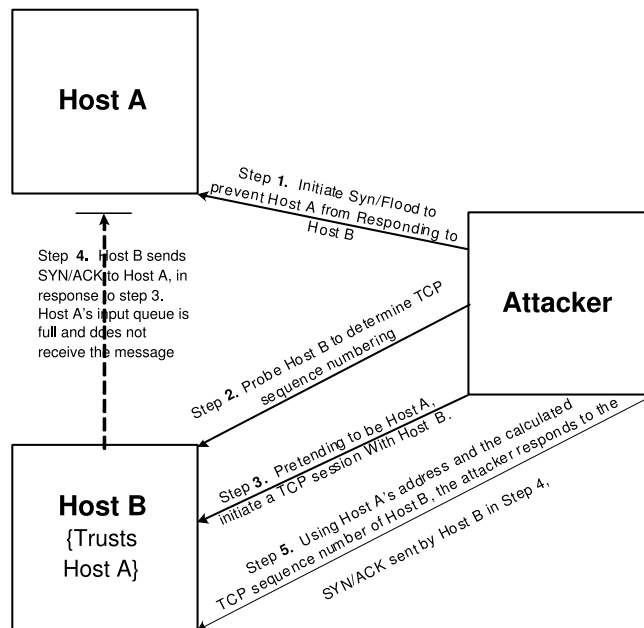 Host A
Step 1. Initiate Syn/Flood to
prevent Host A from Responding to
Host B
Step 4. Host B sends
SYN/ACK to Host A, in
response to step 3.
Host A's input queue is
full and does not
receive the message
Attacker
Step 2. Probe Host B to determine TCP
sequence numbering
Step 3. Pretending to be Host A,
initiate a TCP session With Host B.
Host B
{Trusts
Host A}
Step 5. Using Host A's address and the calculated
TCP sequence number of Host B, the attacker responds to the
SYN/ACK sent by Host B in Step 4,